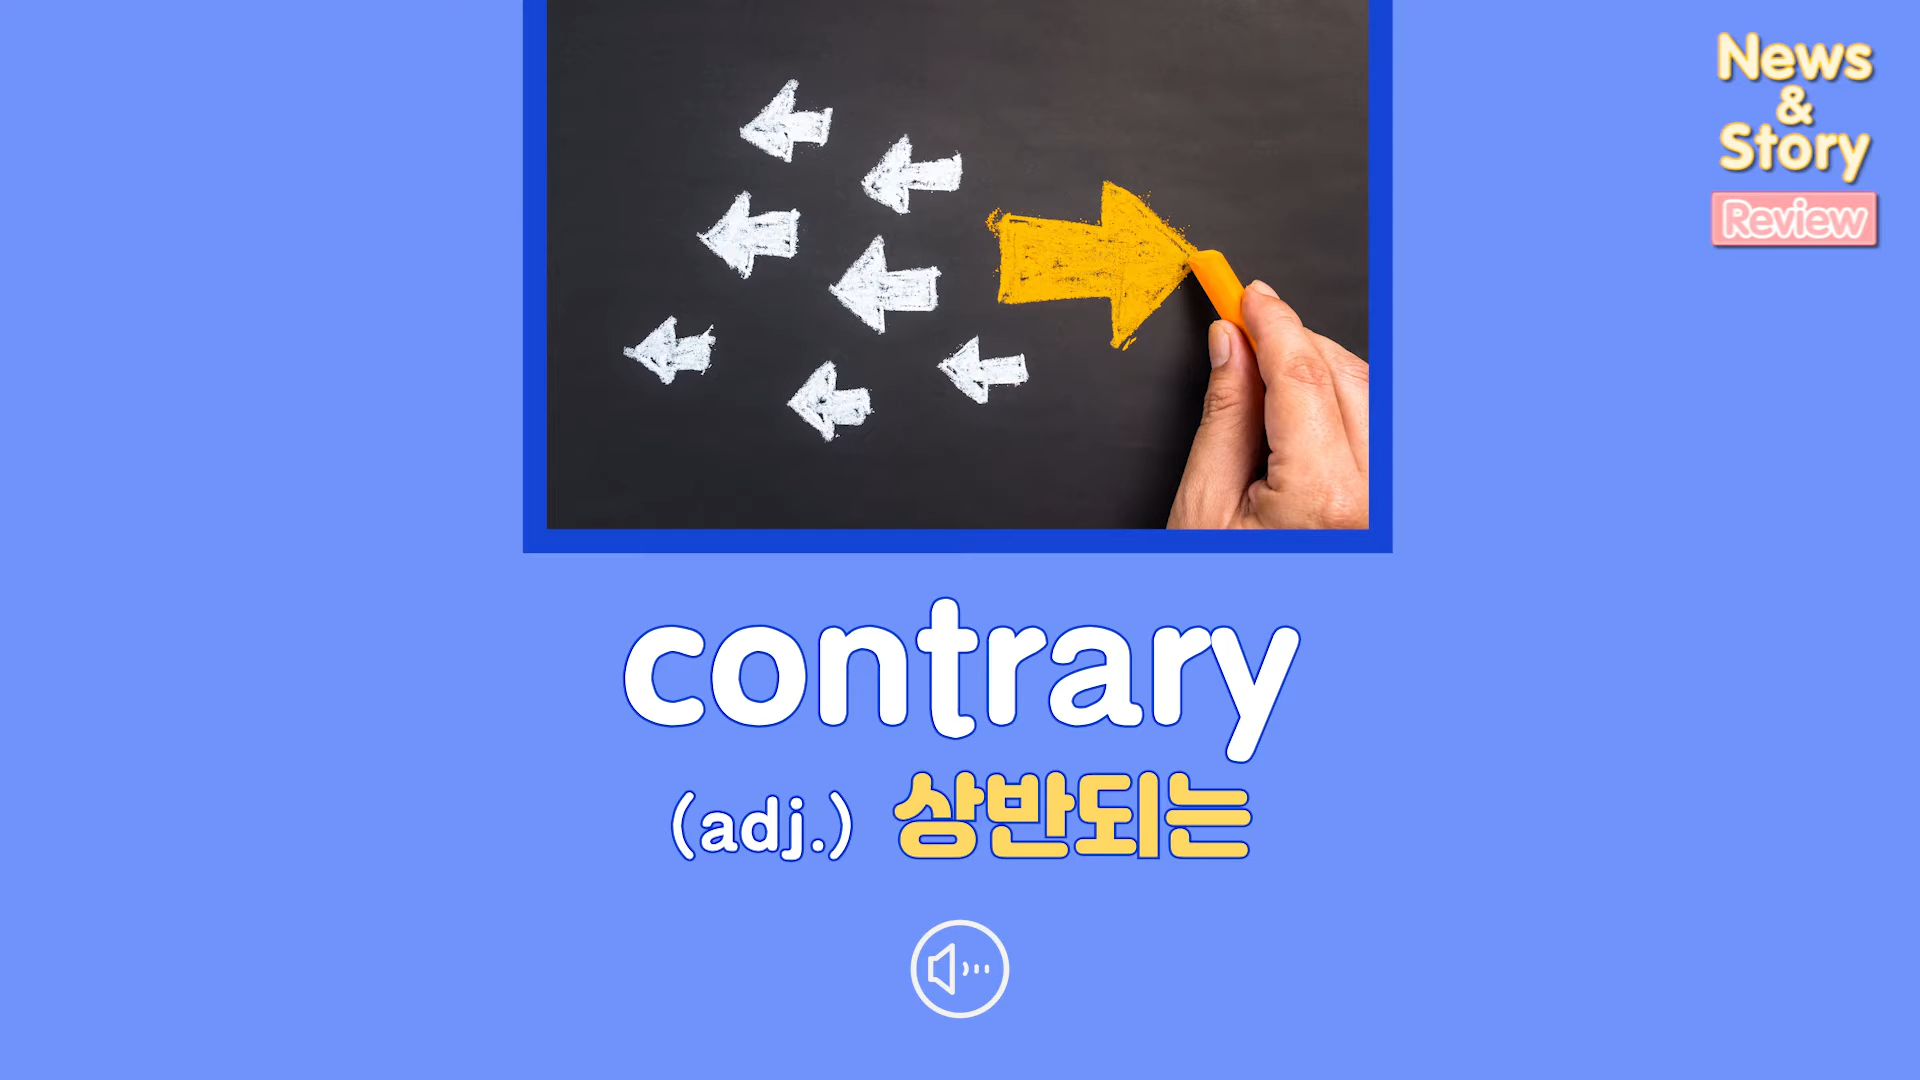 News
&
Story
Review
contrary
(adj.) 상반되는